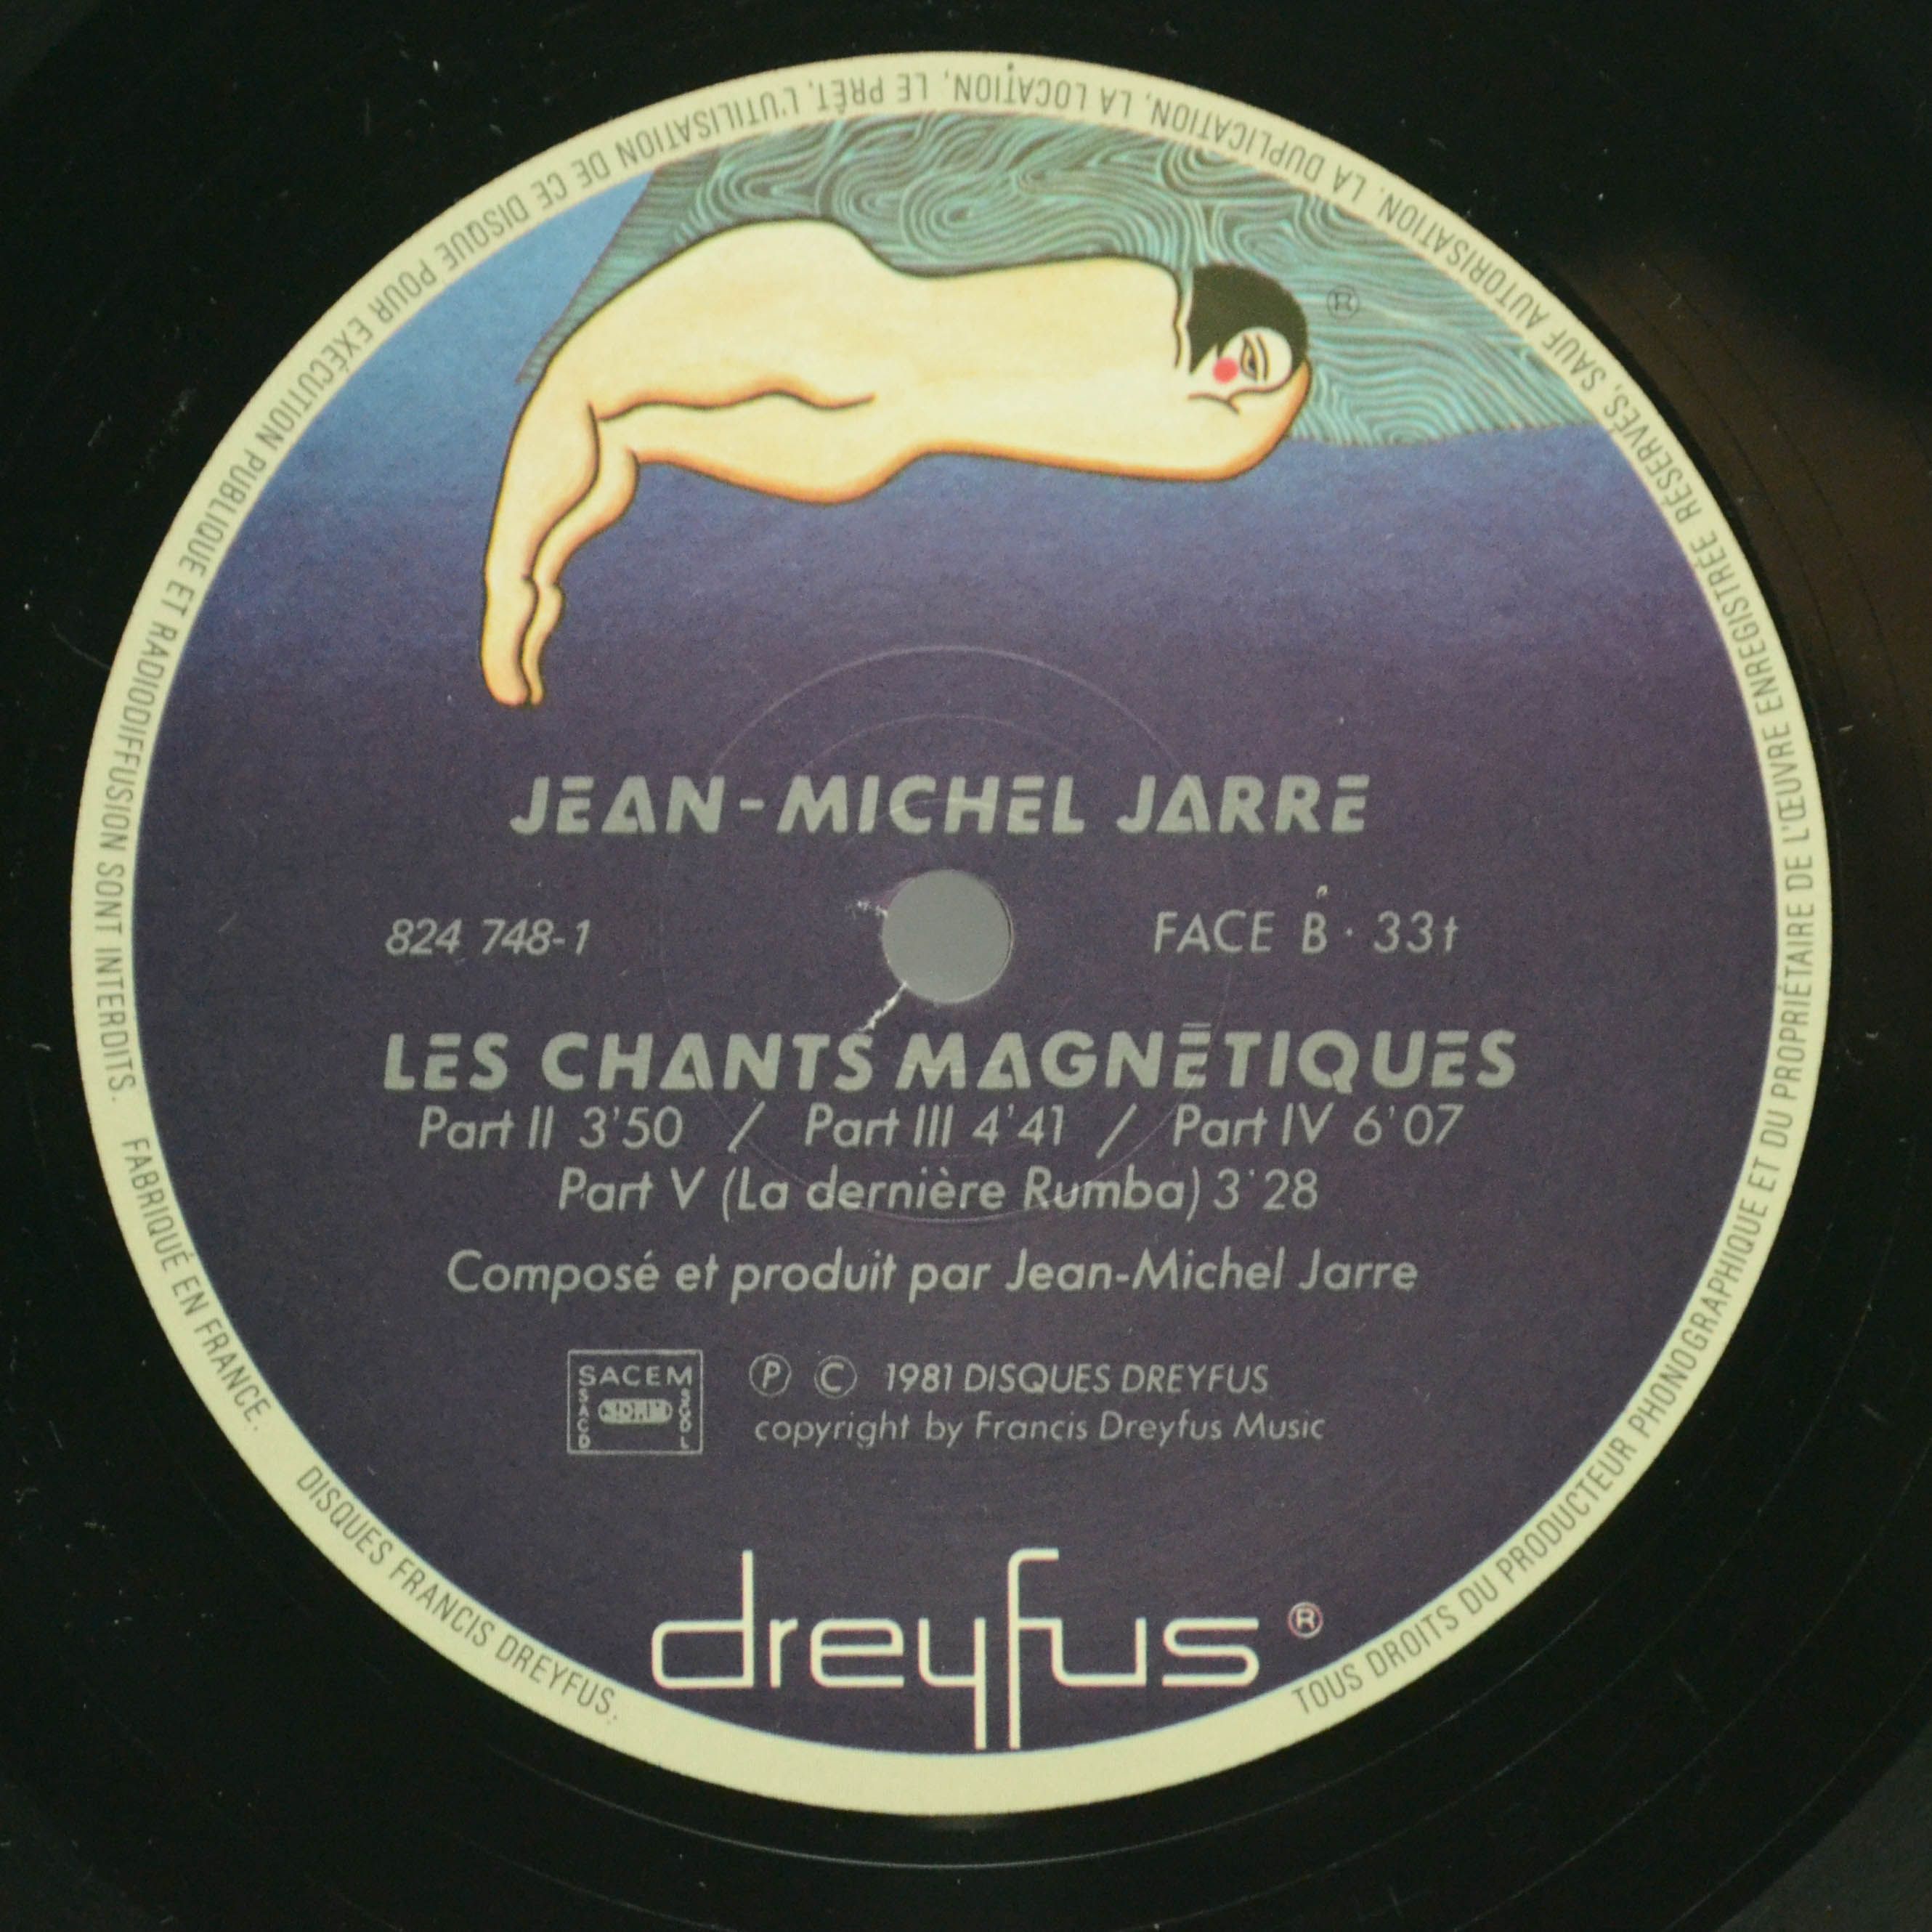 JEAN-MICHEL JARRE
824 748-1
FACE B · 33t
LES CHANTS MAGNÉTIQUES
Part II 3'50 / Part III 4'41 / Part IV 6'07
Part V (La dernière Rumba) 3'28
Composé et produit par Jean-Michel Jarre
SACEM
SACD
SDRM
SGDL
Ⓟ © 1981 DISQUES DREYFUS
copyright by Francis Dreyfus Music
dreyfus ®
®
TOUS DROITS DU PRODUCTEUR PHONOGRAPHIQUE ET DU PROPRIÉTAIRE DE L'ŒUVRE ENREGISTRÉE RÉSERVÉS. SAUF AUTORISATION, LA DUPLICATION, LA LOCATION, LE PRÊT, L'UTILISATION DE CE DISQUE POUR EXÉCUTION PUBLIQUE ET RADIODIFFUSION SONT INTERDITS. FABRIQUÉ EN FRANCE. DISQUES FRANCIS DREYFUS.